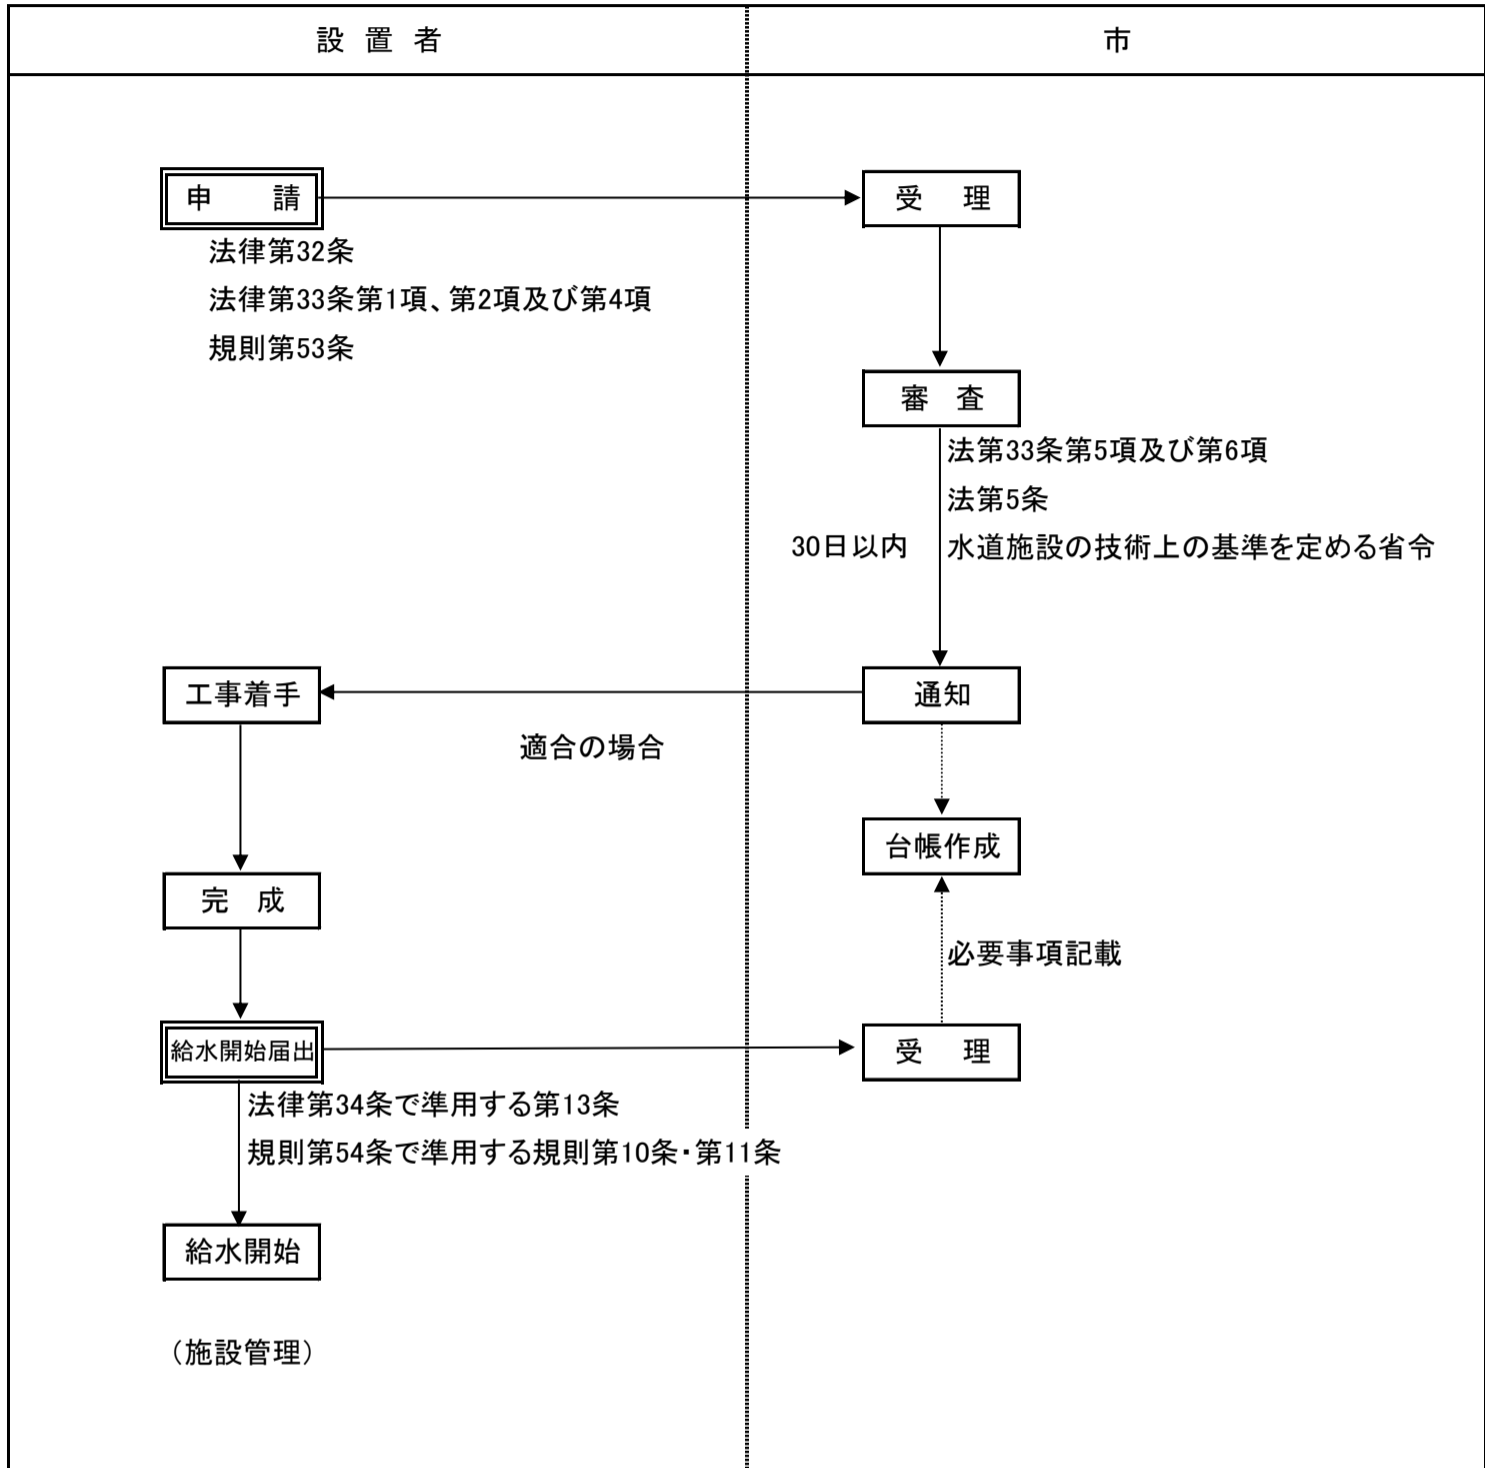 設 置 者
市
申 請
受 理
法律第32条
法律第33条第1項、第2項及び第4項
規則第53条
審 査
法第33条第5項及び第6項
法第5条
30日以内
水道施設の技術上の基準を定める省令
工事着手
通知
適合の場合
台帳作成
完 成
必要事項記載
給水開始届出
受 理
法律第34条で準用する第13条
規則第54条で準用する規則第10条・第11条
給水開始
（施設管理）